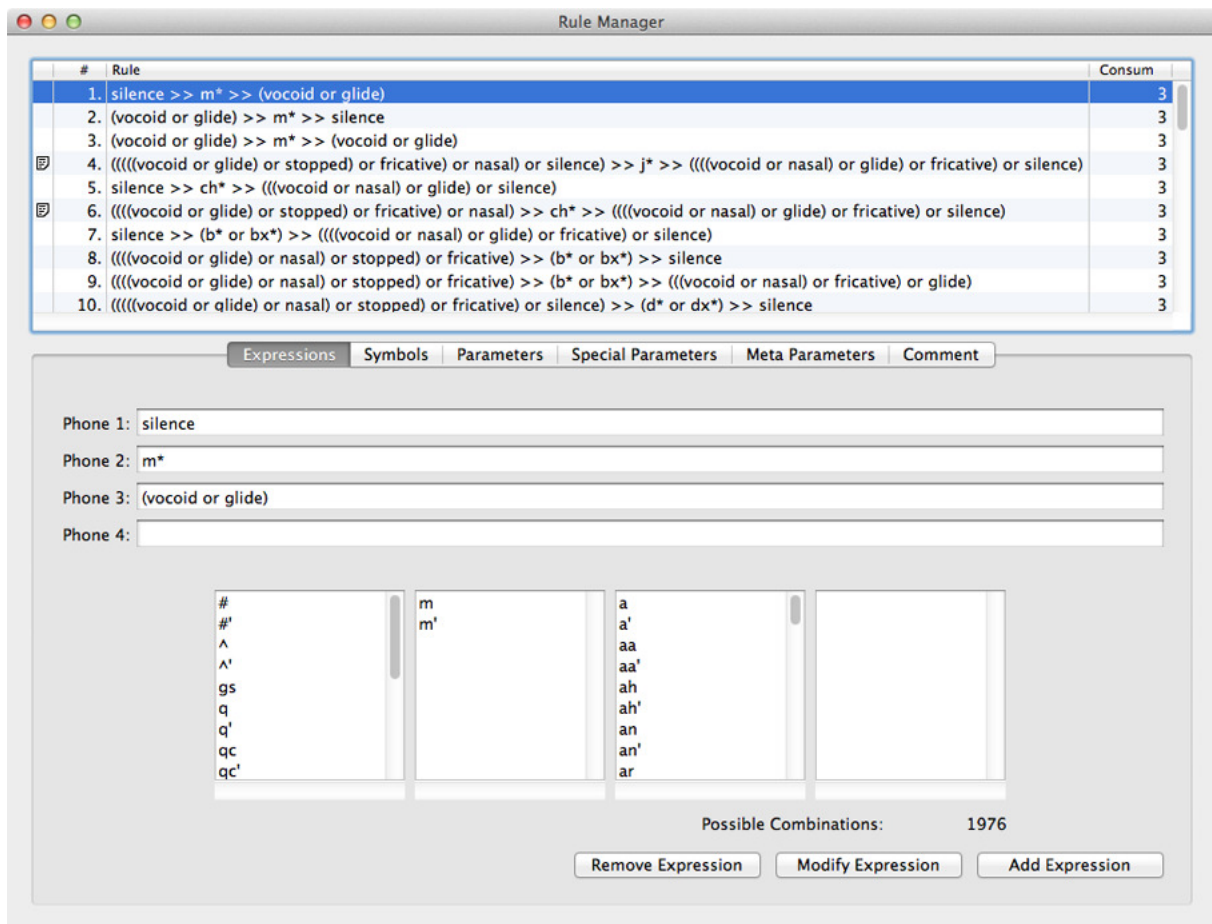 Rule Manager
# Rule Consum
1. silence >> m* >> (vocoid or glide) 3
2. (vocoid or glide) >> m* >> silence 3
3. (vocoid or glide) >> m* >> (vocoid or glide) 3
4. (((((vocoid or glide) or stopped) or fricative) or nasal) or silence) >> j* >> ((((vocoid or nasal) or glide) or fricative) or silence) 3
5. silence >> ch* >> (((vocoid or nasal) or glide) or silence) 3
6. ((((vocoid or glide) or stopped) or fricative) or nasal) >> ch* >> ((((vocoid or nasal) or glide) or fricative) or silence) 3
7. silence >> (b* or bx*) >> ((((vocoid or nasal) or glide) or fricative) or silence) 3
8. ((((vocoid or glide) or nasal) or stopped) or fricative) >> (b* or bx*) >> silence 3
9. ((((vocoid or glide) or nasal) or stopped) or fricative) >> (b* or bx*) >> (((vocoid or nasal) or fricative) or glide) 3
10. (((((vocoid or glide) or nasal) or stopped) or fricative) or silence) >> (d* or dx*) >> silence 3
Expressions Symbols Parameters Special Parameters Meta Parameters Comment
Phone 1: silence
Phone 2: m*
Phone 3: (vocoid or glide)
Phone 4:
# m a
#' m' a'
^ aa
^' aa'
gs ah
q ah'
q' an
qc an'
qc' ar
Possible Combinations: 1976
Remove Expression Modify Expression Add Expression